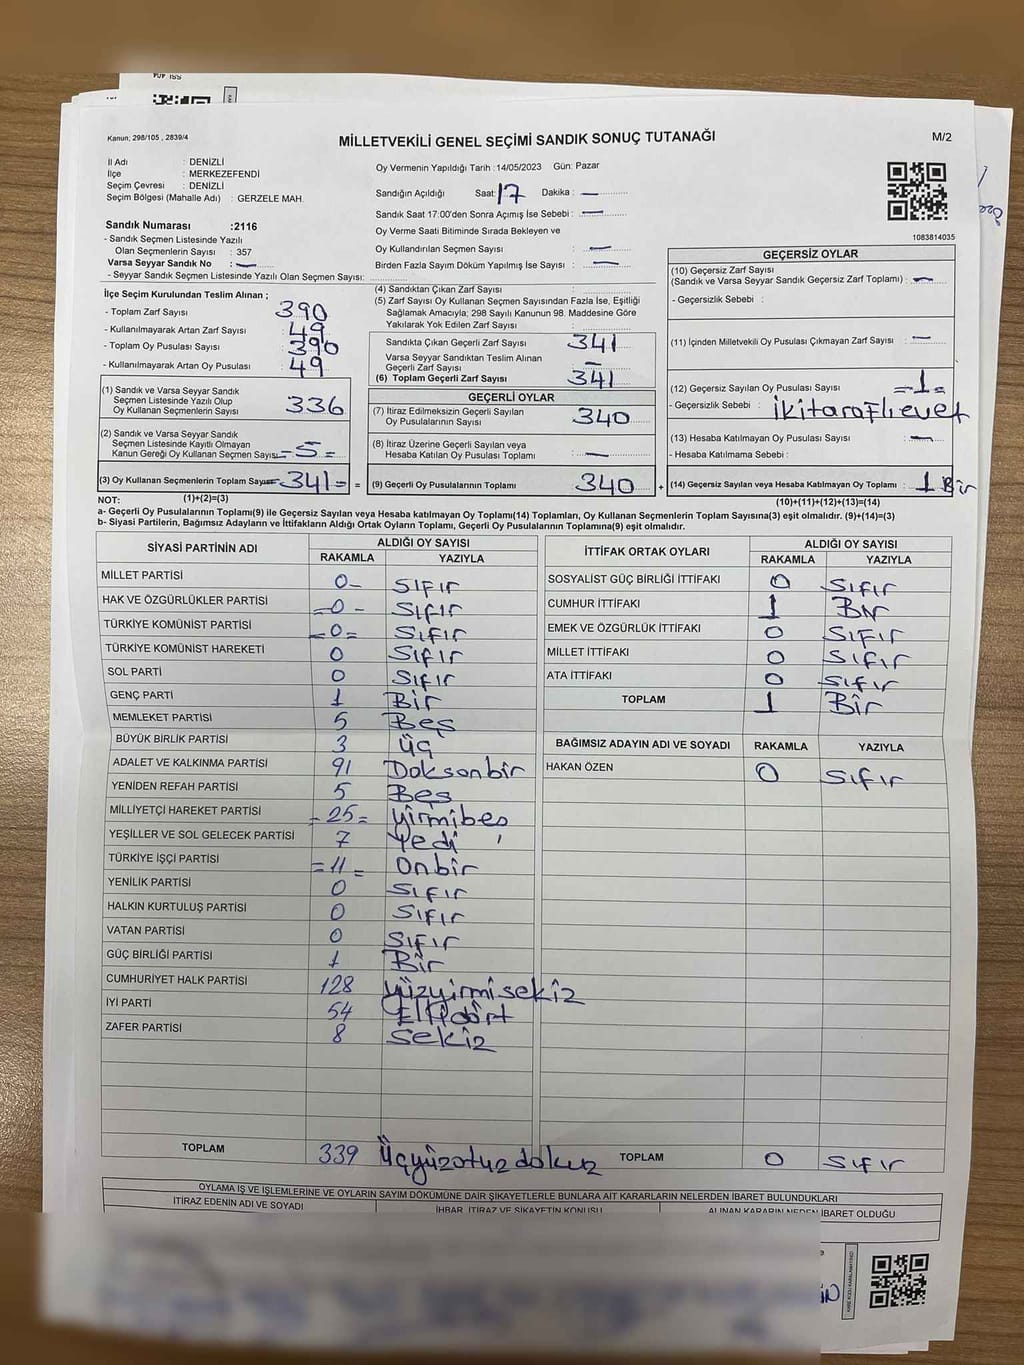 Kanun; 298/105 , 2839/4
MİLLETVEKİLİ GENEL SEÇİMİ SANDIK SONUÇ TUTANAĞI
M/2
İl Adı : DENİZLİ
İlçe : MERKEZEFENDİ
Seçim Çevresi : DENİZLİ
Seçim Bölgesi (Mahalle Adı) : GERZELE MAH.
Oy Vermenin Yapıldığı Tarih :14/05/2023 Gün: Pazar
Sandığın Açıldığı Saat: 17 Dakika : —
Sandık Saat 17:00'den Sonra Açımış İse Sebebi : —
Oy Verme Saati Bitiminde Sırada Bekleyen ve
Oy Kullandırılan Seçmen Sayısı : —
Birden Fazla Sayım Döküm Yapılmış İse Sayısı : —
1083814035
Sandık Numarası :2116
- Sandık Seçmen Listesinde Yazılı
Olan Seçmenlerin Sayısı : 357
Varsa Seyyar Sandık No : —
- Seyyar Sandık Seçmen Listesinde Yazılı Olan Seçmen Sayısı:
İlçe Seçim Kurulundan Teslim Alınan ;
- Toplam Zarf Sayısı 390
- Kullanılmayarak Artan Zarf Sayısı 49
- Toplam Oy Pusulası Sayısı 390
- Kullanılmayarak Artan Oy Pusulası 49
(1) Sandık ve Varsa Seyyar Sandık
Seçmen Listesinde Yazılı Olup
Oy Kullanan Seçmenlerin Sayısı 336
(2) Sandık ve Varsa Seyyar Sandık
Seçmen Listesinde Kayıtlı Olmayan
Kanun Gereği Oy Kullanan Seçmen Sayısı = 5 =
(3) Oy Kullanan Seçmenlerin Toplam Sayısı = 341 =
(4) Sandıktan Çıkan Zarf Sayısı :
(5) Zarf Sayısı Oy Kullanan Seçmen Sayısından Fazla İse, Eşitliği
Sağlamak Amacıyla; 298 Sayılı Kanunun 98. Maddesine Göre
Yakılarak Yok Edilen Zarf Sayısı :
Sandıkta Çıkan Geçerli Zarf Sayısı 341
Varsa Seyyar Sandıktan Teslim Alınan
Geçerli Zarf Sayısı —
(6) Toplam Geçerli Zarf Sayısı 341
GEÇERLİ OYLAR
(7) İtiraz Edilmeksizin Geçerli Sayılan
Oy Pusulalarının Sayısı 340
(8) İtiraz Üzerine Geçerli Sayılan veya
Hesaba Katılan Oy Pusulası Toplamı : —
= (9) Geçerli Oy Pusulalarının Toplamı 340
GEÇERSİZ OYLAR
(10) Geçersiz Zarf Sayısı
(Sandık ve Varsa Seyyar Sandık Geçersiz Zarf Toplamı) : —
- Geçersizlik Sebebi :
(11) İçinden Milletvekili Oy Pusulası Çıkmayan Zarf Sayısı : —
(12) Geçersiz Sayılan Oy Pusulası Sayısı =1=
- Geçersizlik Sebebi : İkitaraflıevet
(13) Hesaba Katılmayan Oy Pusulası Sayısı : —
- Hesaba Katılmama Sebebi :
+ (14) Geçersiz Sayılan veya Hesaba Katılmayan Oy Toplamı : 1 Bir
NOT: (1)+(2)=(3)
(10)+(11)+(12)+(13)=(14)
a- Geçerli Oy Pusulalarının Toplamı(9) ile Geçersiz Sayılan veya Hesaba katılmayan Oy Toplamı(14) Toplamları, Oy Kullanan Seçmenlerin Toplam Sayısına(3) eşit olmalıdır. (9)+(14)=(3)
b- Siyasi Partilerin, Bağımsız Adayların ve İttifakların Aldığı Ortak Oyların Toplamı, Geçerli Oy Pusulalarının Toplamına(9) eşit olmalıdır.
SİYASİ PARTİNİN ADI ALDIĞI OY SAYISI
RAKAMLA YAZIYLA
MİLLET PARTİSİ 0- Sıfır
HAK VE ÖZGÜRLÜKLER PARTİSİ =0- Sıfır
TÜRKİYE KOMÜNİST PARTİSİ =0= Sıfır
TÜRKİYE KOMÜNİST HAREKETİ 0 Sıfır
SOL PARTİ 0 Sıfır
GENÇ PARTİ 1 Bir
MEMLEKET PARTİSİ 5 Beş
BÜYÜK BİRLİK PARTİSİ 3 üç
ADALET VE KALKINMA PARTİSİ 91 Doksanbir
YENİDEN REFAH PARTİSİ 5 Beş
MİLLİYETÇİ HAREKET PARTİSİ - 25 = yirmibeş
YEŞİLLER VE SOL GELECEK PARTİSİ 7 Yedi
TÜRKİYE İŞÇİ PARTİSİ = 11 = Onbir
YENİLİK PARTİSİ 0 Sıfır
HALKIN KURTULUŞ PARTİSİ 0 Sıfır
VATAN PARTİSİ 0 Sıfır
GÜÇ BİRLİĞİ PARTİSİ 1 Bir
CUMHURİYET HALK PARTİSİ 128 yüzyirmisekiz
İYİ PARTİ 54 Ellidört
ZAFER PARTİSİ 8 Sekiz
TOPLAM 339 Üçyüzotuzdokuz
İTTİFAK ORTAK OYLARI ALDIĞI OY SAYISI
RAKAMLA YAZIYLA
SOSYALİST GÜÇ BİRLİĞİ İTTİFAKI 0 Sıfır
CUMHUR İTTİFAKI 1 Bir
EMEK VE ÖZGÜRLÜK İTTİFAKI 0 Sıfır
MİLLET İTTİFAKI 0 Sıfır
ATA İTTİFAKI 0 Sıfır
TOPLAM 1 Bir
BAĞIMSIZ ADAYIN ADI VE SOYADI RAKAMLA YAZIYLA
HAKAN ÖZEN 0 Sıfır
TOPLAM 0 Sıfır
OYLAMA İŞ VE İŞLEMLERİNE VE OYLARIN SAYIM DÖKÜMÜNE DAİR ŞİKAYETLERLE BUNLARA AİT KARARLARIN NELERDEN İBARET BULUNDUKLARI
İTİRAZ EDENİN ADI VE SOYADI İHBAR, İTİRAZ VE ŞİKAYETİN KONUSU ALINAN KARARIN NEDEN İBARET OLDUĞU